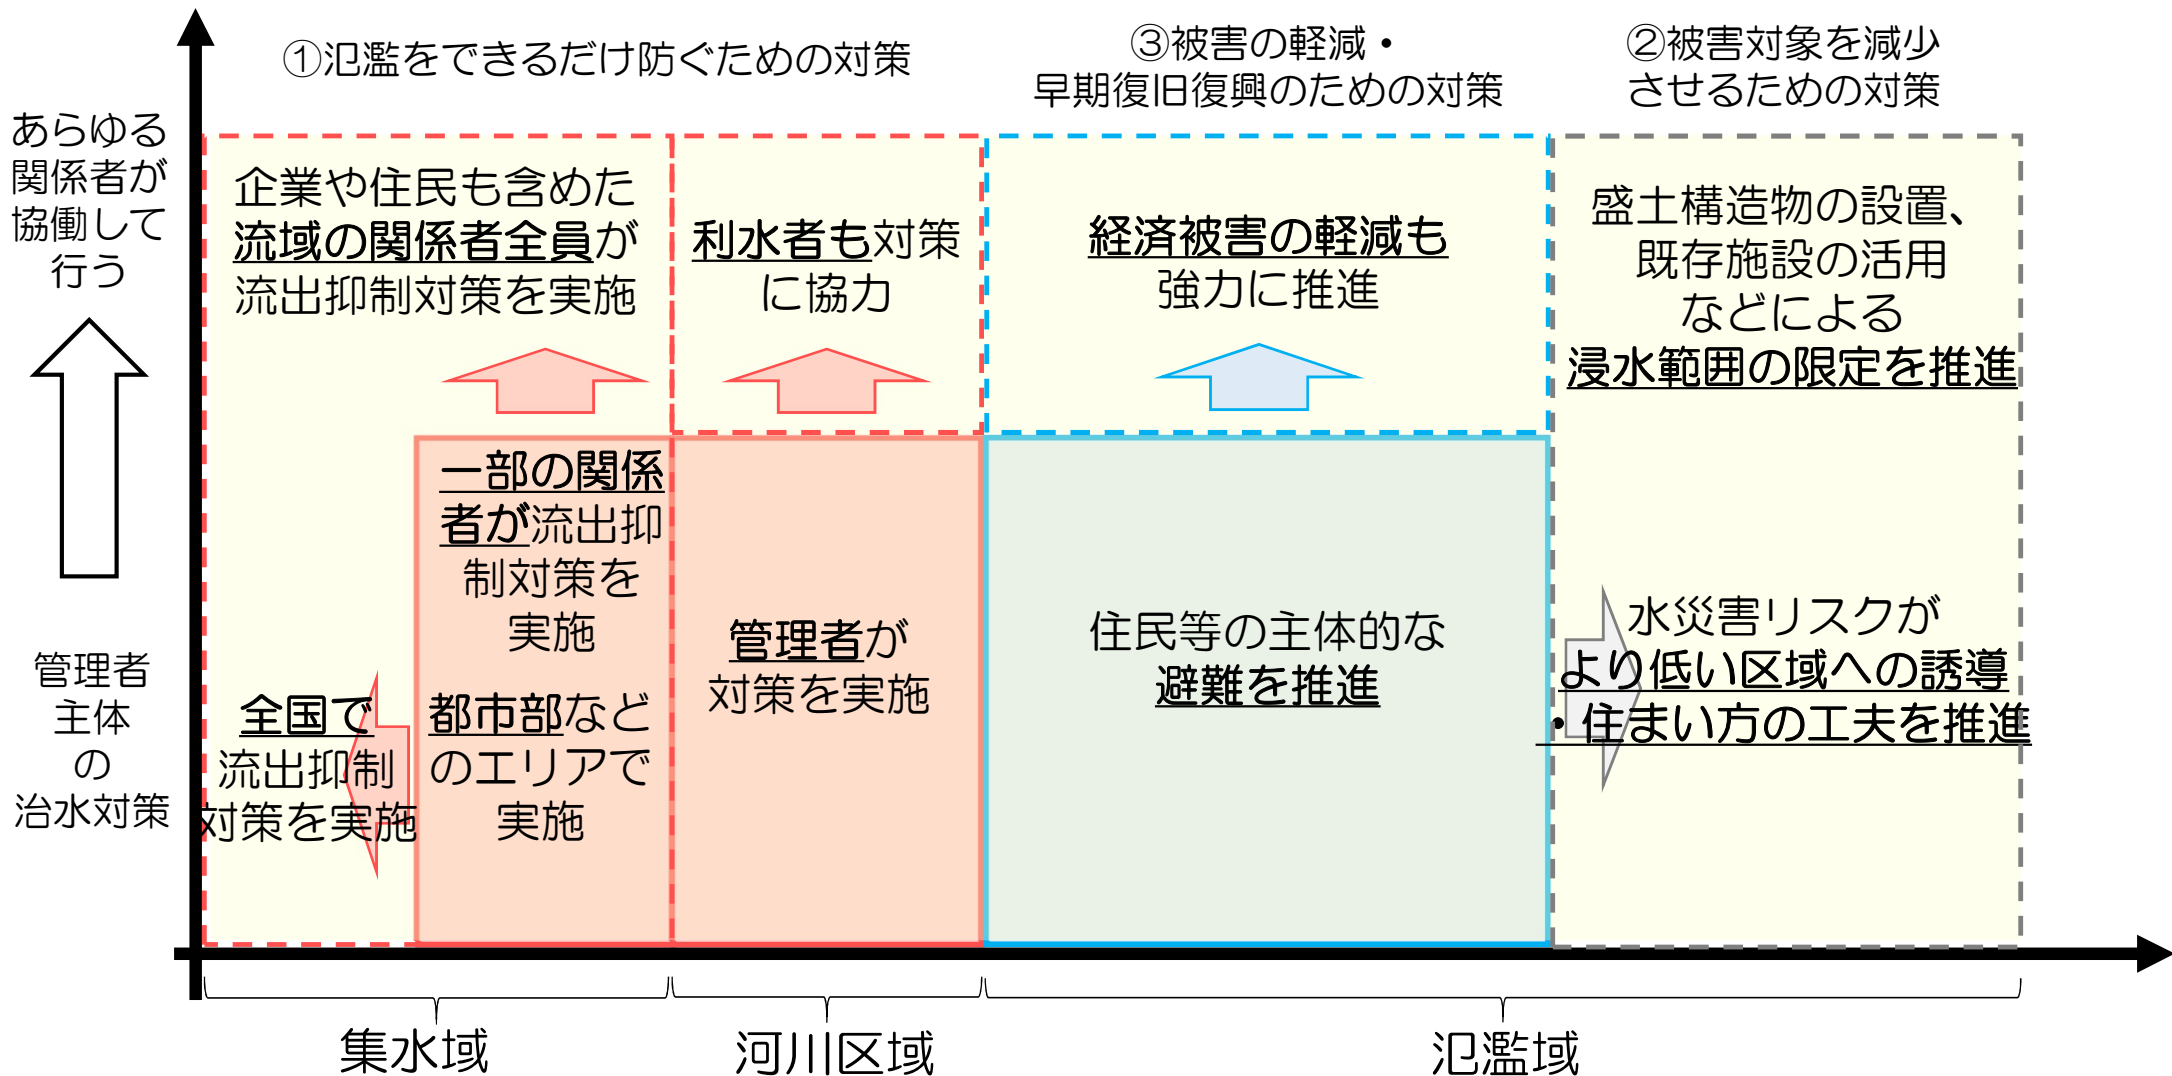 ①氾濫をできるだけ防ぐための対策
③被害の軽減・
早期復旧復興のための対策
②被害対象を減少
させるための対策
あらゆる
関係者が
協働して
行う
管理者
主体
の
治水対策
企業や住民も含めた
流域の関係者全員が
流出抑制対策を実施
利水者も対策
に協力
経済被害の軽減も
強力に推進
盛土構造物の設置、
既存施設の活用
などによる
浸水範囲の限定を推進
全国で
流出抑制
対策を実施
一部の関係
者が流出抑
制対策を
実施
都市部など
のエリアで
実施
管理者が
対策を実施
住民等の主体的な
避難を推進
水災害リスクが
より低い区域への誘導
・住まい方の工夫を推進
集水域
河川区域
氾濫域